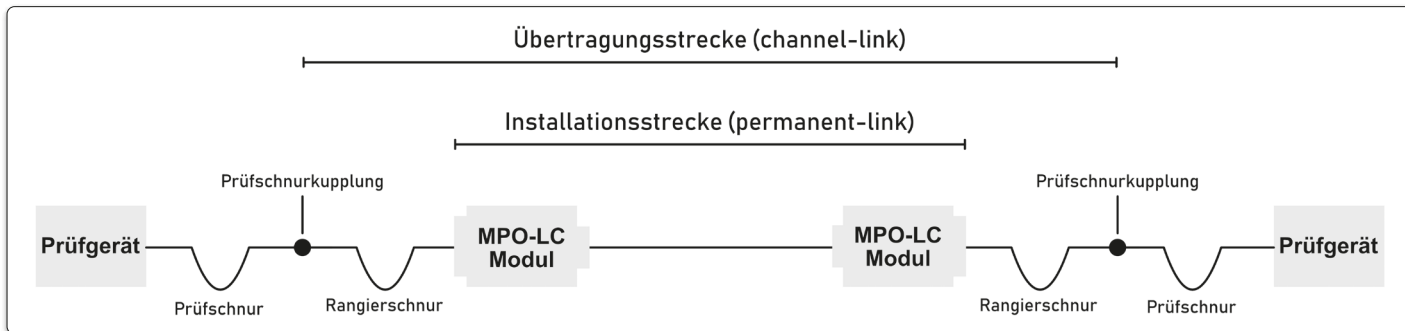 Übertragungsstrecke (channel-link)
Installationsstrecke (permanent-link)
Prüfschnurkupplung
Prüfschnurkupplung
Prüfgerät
MPO-LC
Modul
MPO-LC
Modul
Prüfgerät
Prüfschnur
Rangierschnur
Rangierschnur
Prüfschnur